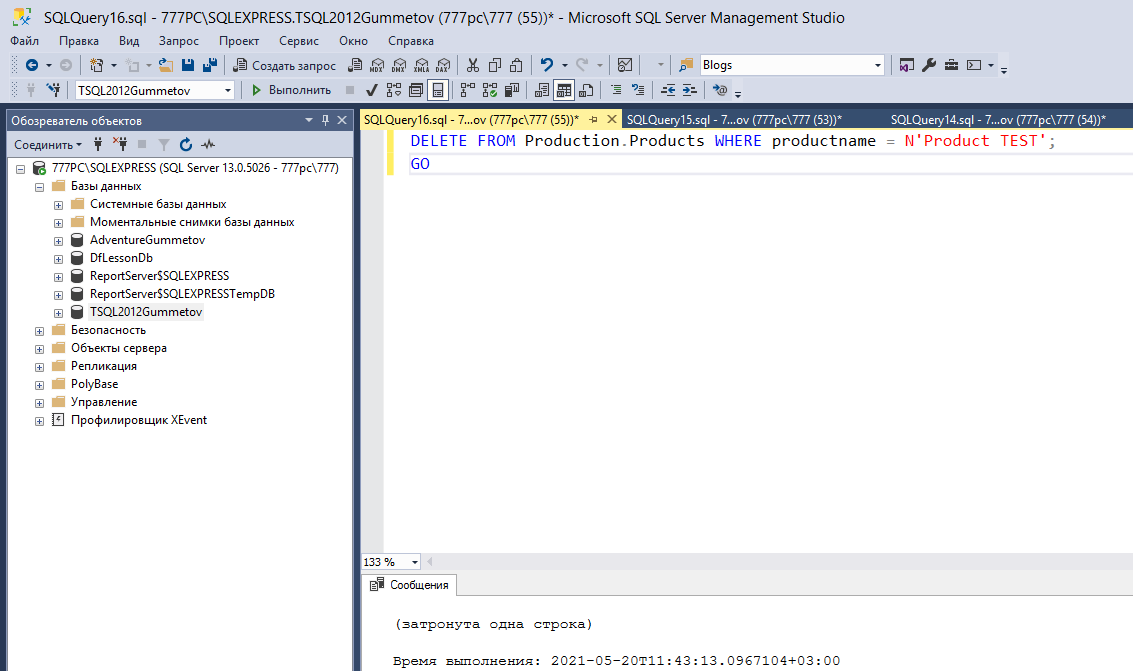 SQLQuery16.sql - 777PC\SQLEXPRESS.TSQL2012Gummetov (777pc\777 (55))* - Microsoft SQL Server Management Studio
Файл Правка Вид Запрос Проект Сервис Окно Справка
Создать запрос MDX DMX XMLA DAX Blogs
TSQL2012Gummetov Выполнить
Обозреватель объектов
Соединить
777PC\SQLEXPRESS (SQL Server 13.0.5026 - 777pc\777)
Базы данных
Системные базы данных
Моментальные снимки базы данных
AdventureGummetov
DfLessonDb
ReportServer$SQLEXPRESS
ReportServer$SQLEXPRESSTempDB
TSQL2012Gummetov
Безопасность
Объекты сервера
Репликация
PolyBase
Управление
Профилировщик XEvent
SQLQuery16.sql - 7...ov (777pc\777 (55))* SQLQuery15.sql - 7...ov (777pc\777 (53))* SQLQuery14.sql - 7...ov (777pc\777 (54))*
DELETE FROM Production.Products WHERE productname = N'Product TEST';
GO
133 %
Сообщения
(затронута одна строка)
Время выполнения: 2021-05-20T11:43:13.0967104+03:00